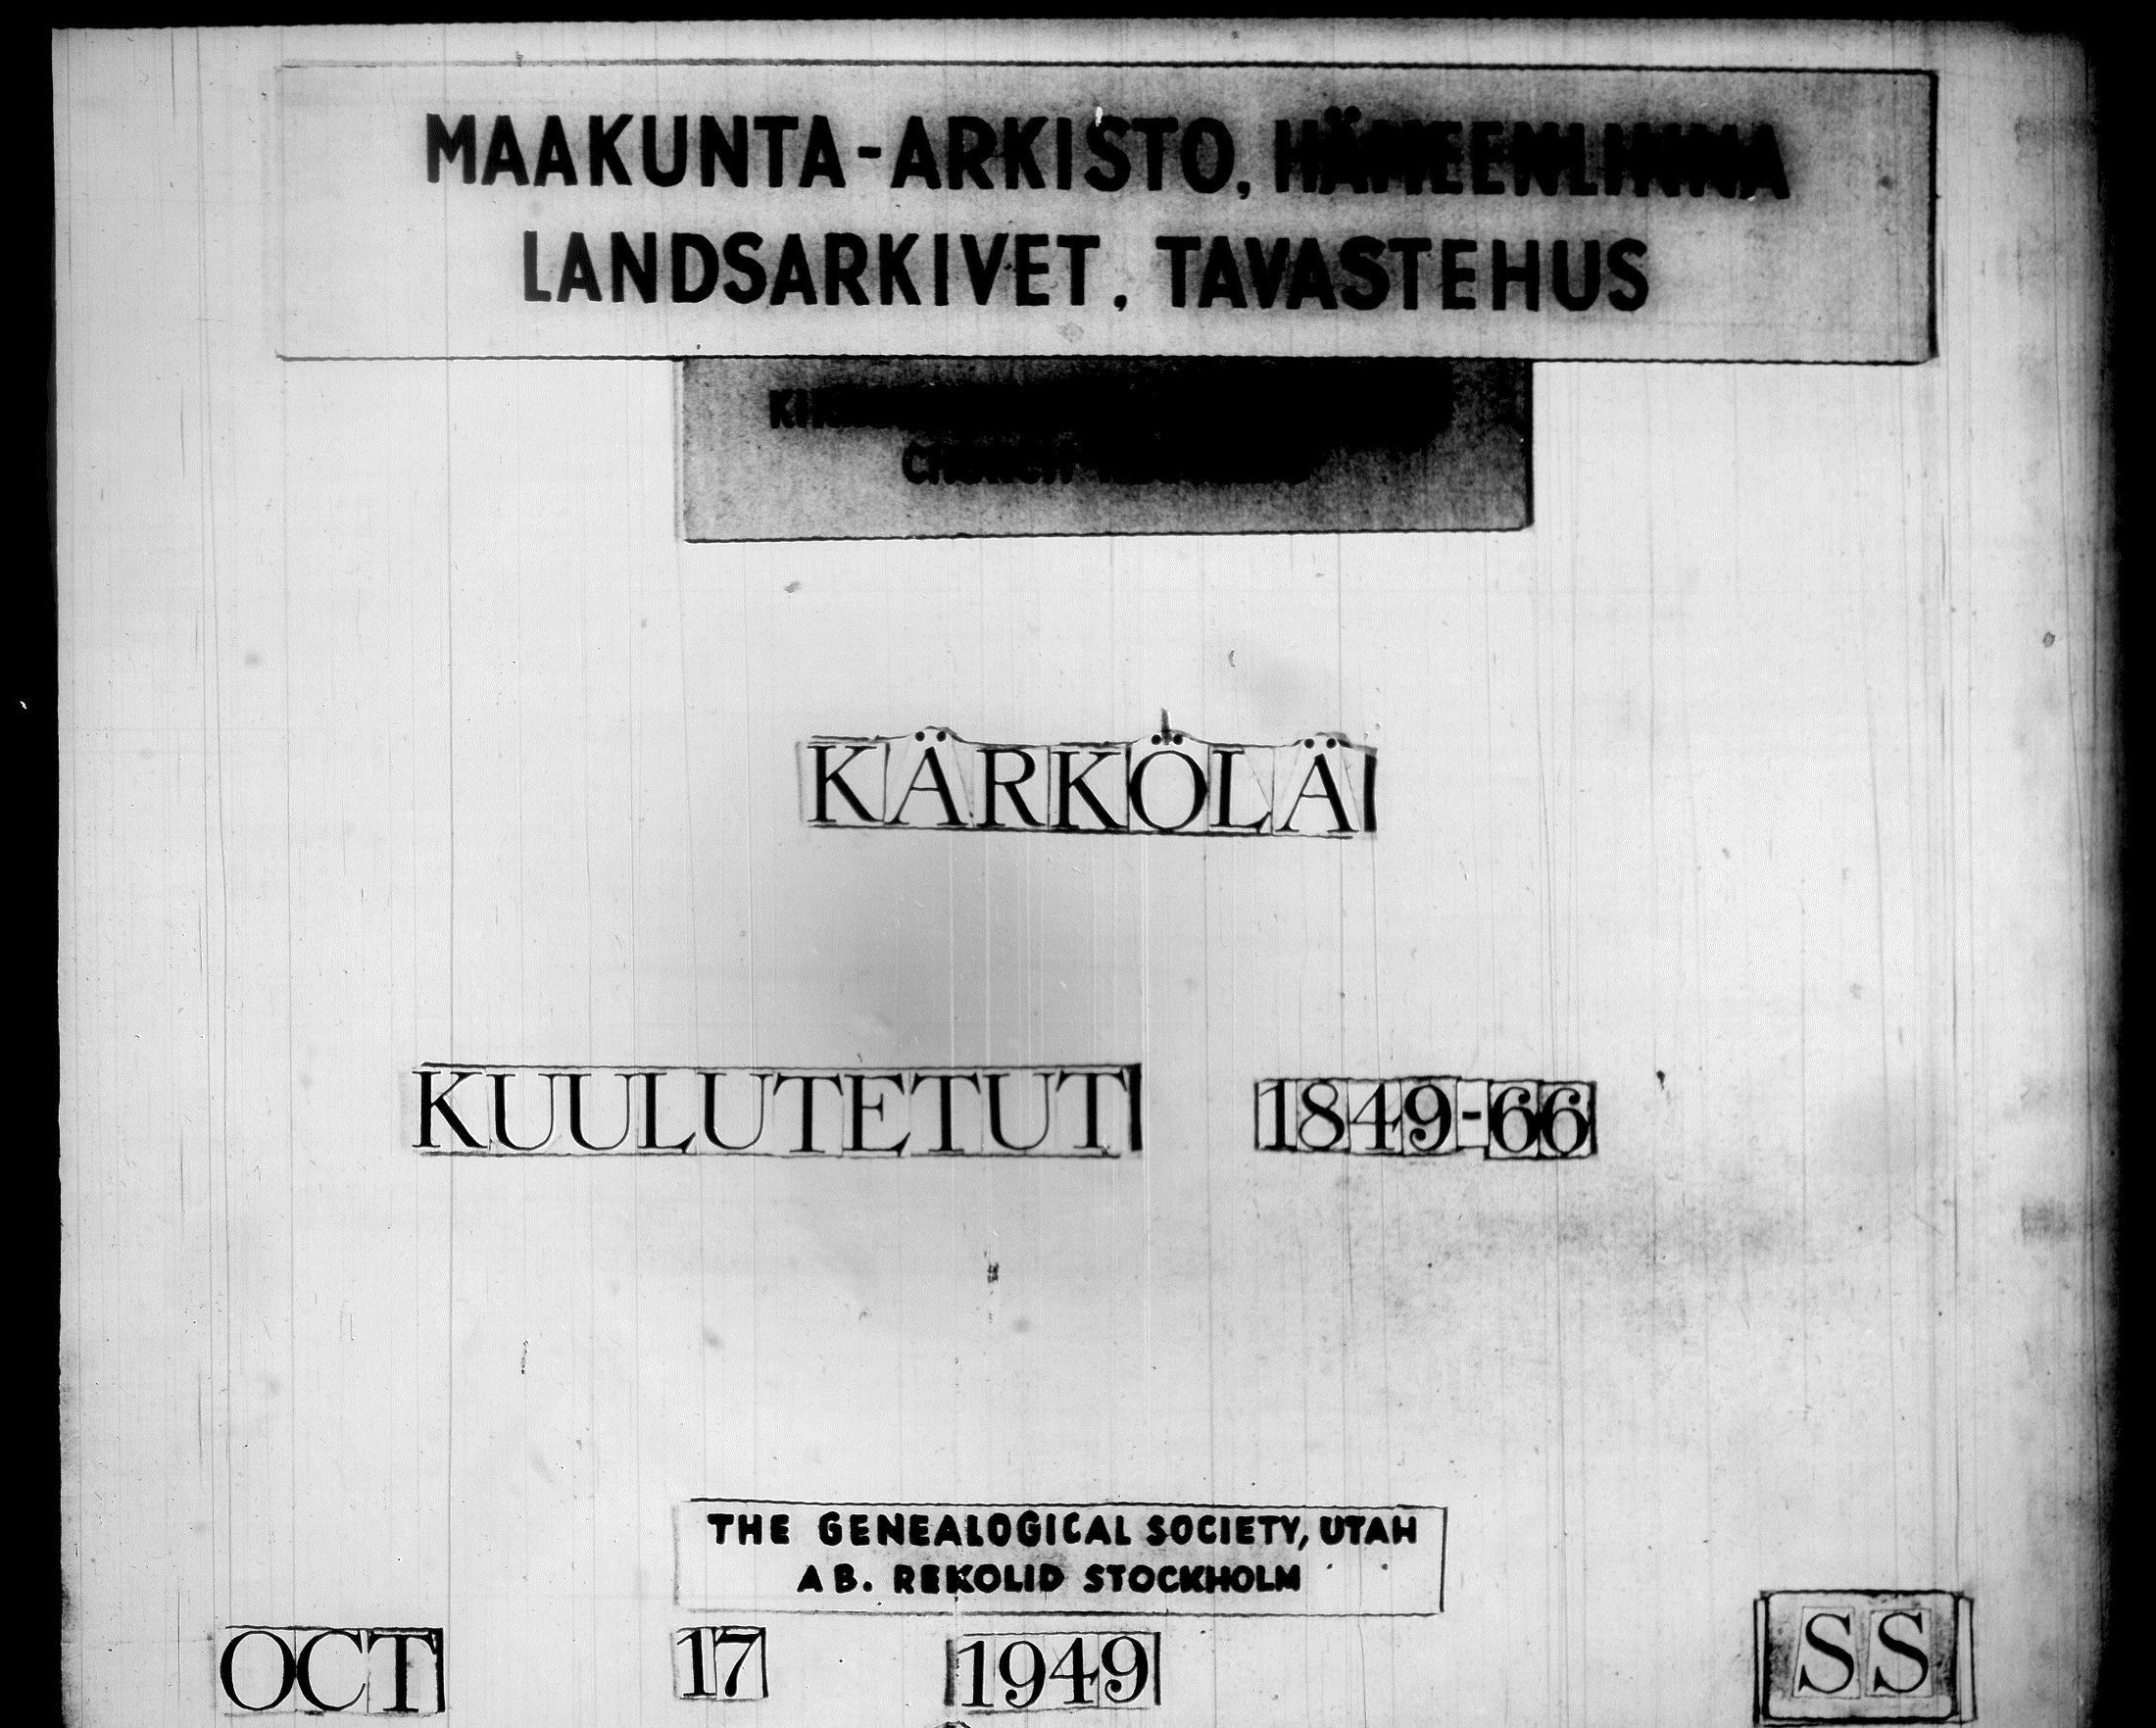 MAAKUNTA-ARKISTO, HÄMEENLINNA
LANDSARKIVET, TAVASTEHUS
CHURCH
KÄRKÖLÄ
KUULUTETUT 1849-66
THE GENEALOGICAL SOCIETY, UTAH
AB. REKOLID STOCKHOLM
OCT 17 1949 SS